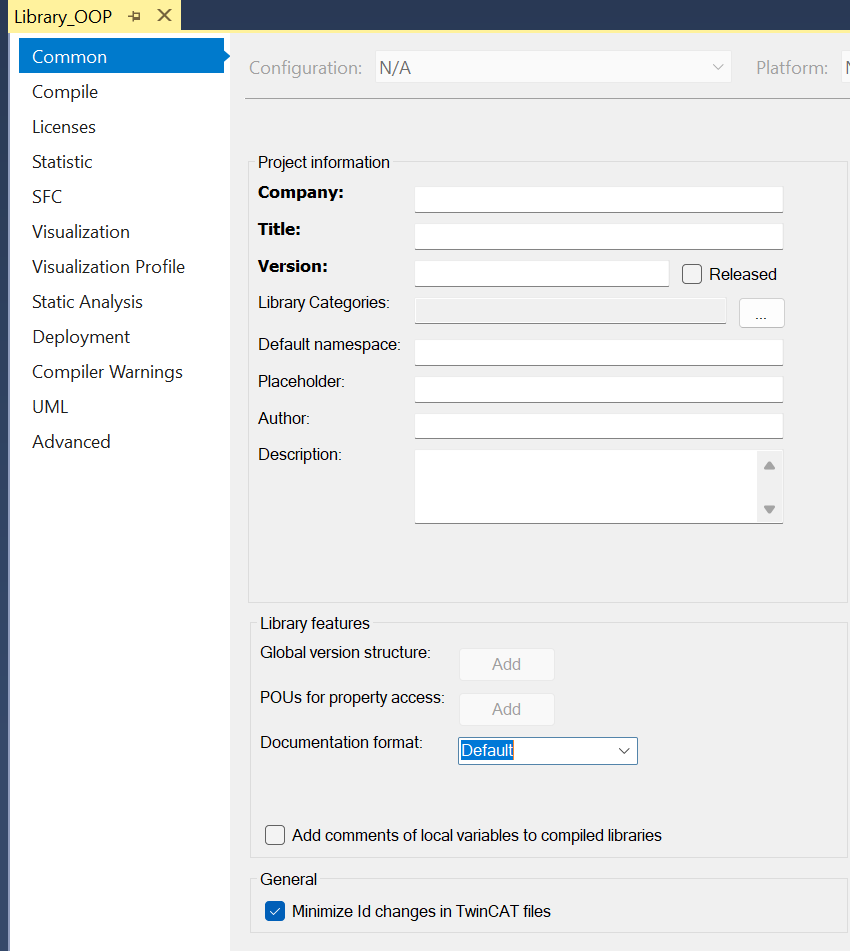 Library_OOP
Common
Compile
Licenses
Statistic
SFC
Visualization
Visualization Profile
Static Analysis
Deployment
Compiler Warnings
UML
Advanced
Configuration: N/A Platform:
Project information
Company:
Title:
Version: Released
Library Categories: ...
Default namespace:
Placeholder:
Author:
Description:
Library features
Global version structure: Add
POUs for property access: Add
Documentation format: Default
Add comments of local variables to compiled libraries
General
Minimize Id changes in TwinCAT files